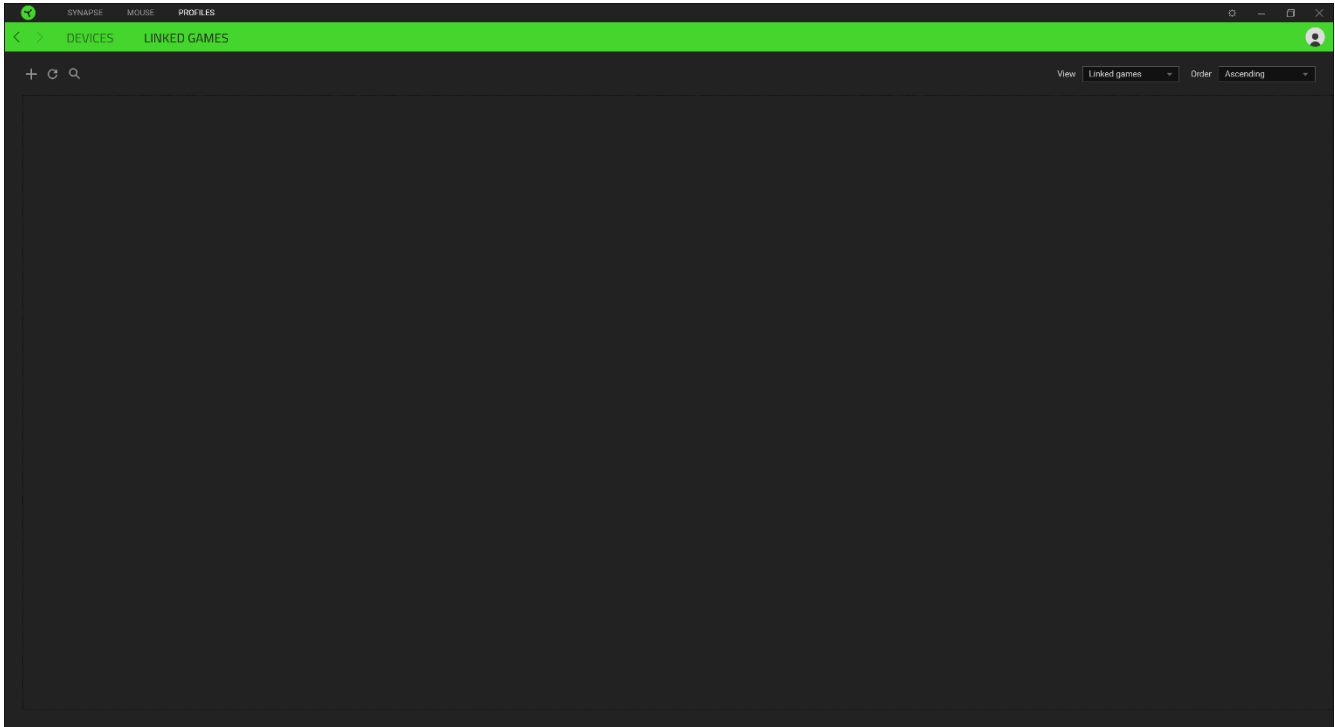 SYNAPSE MOUSE PROFILES
DEVICES LINKED GAMES
View Linked games Order Ascending